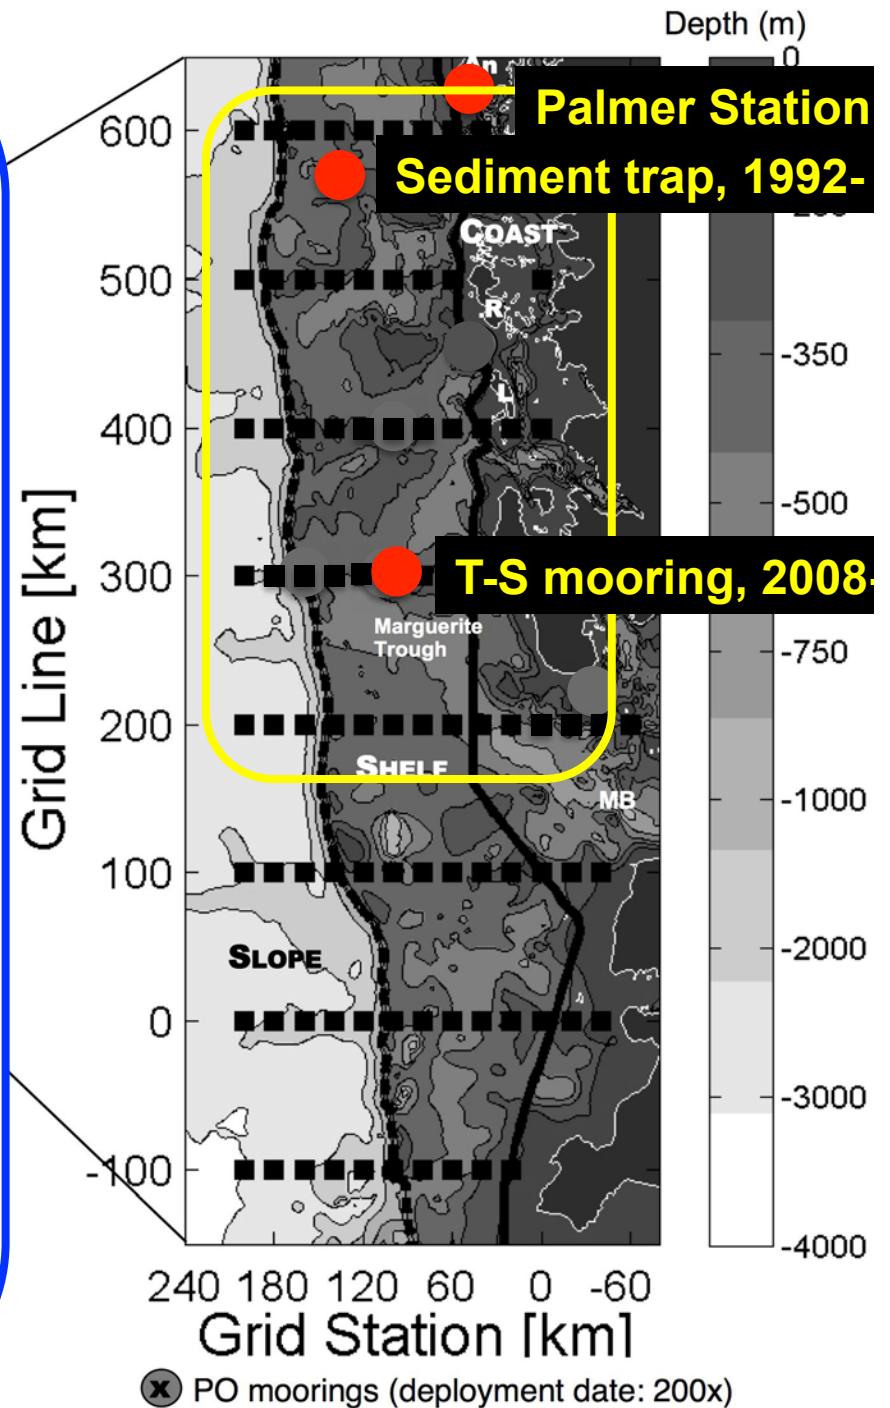 Depth (m)
0
An
Palmer Station
600
Sediment trap, 1992-
COAST
500
R
-350
L
400
-500
300
T-S mooring, 2008-
Marguerite
Trough
-750
200
SHELF
MB
-1000
100
SLOPE
-2000
0
-3000
-100
-4000
Grid Line [km]
240 180 120 60 0 -60
Grid Station [km]
x PO moorings (deployment date: 200x)